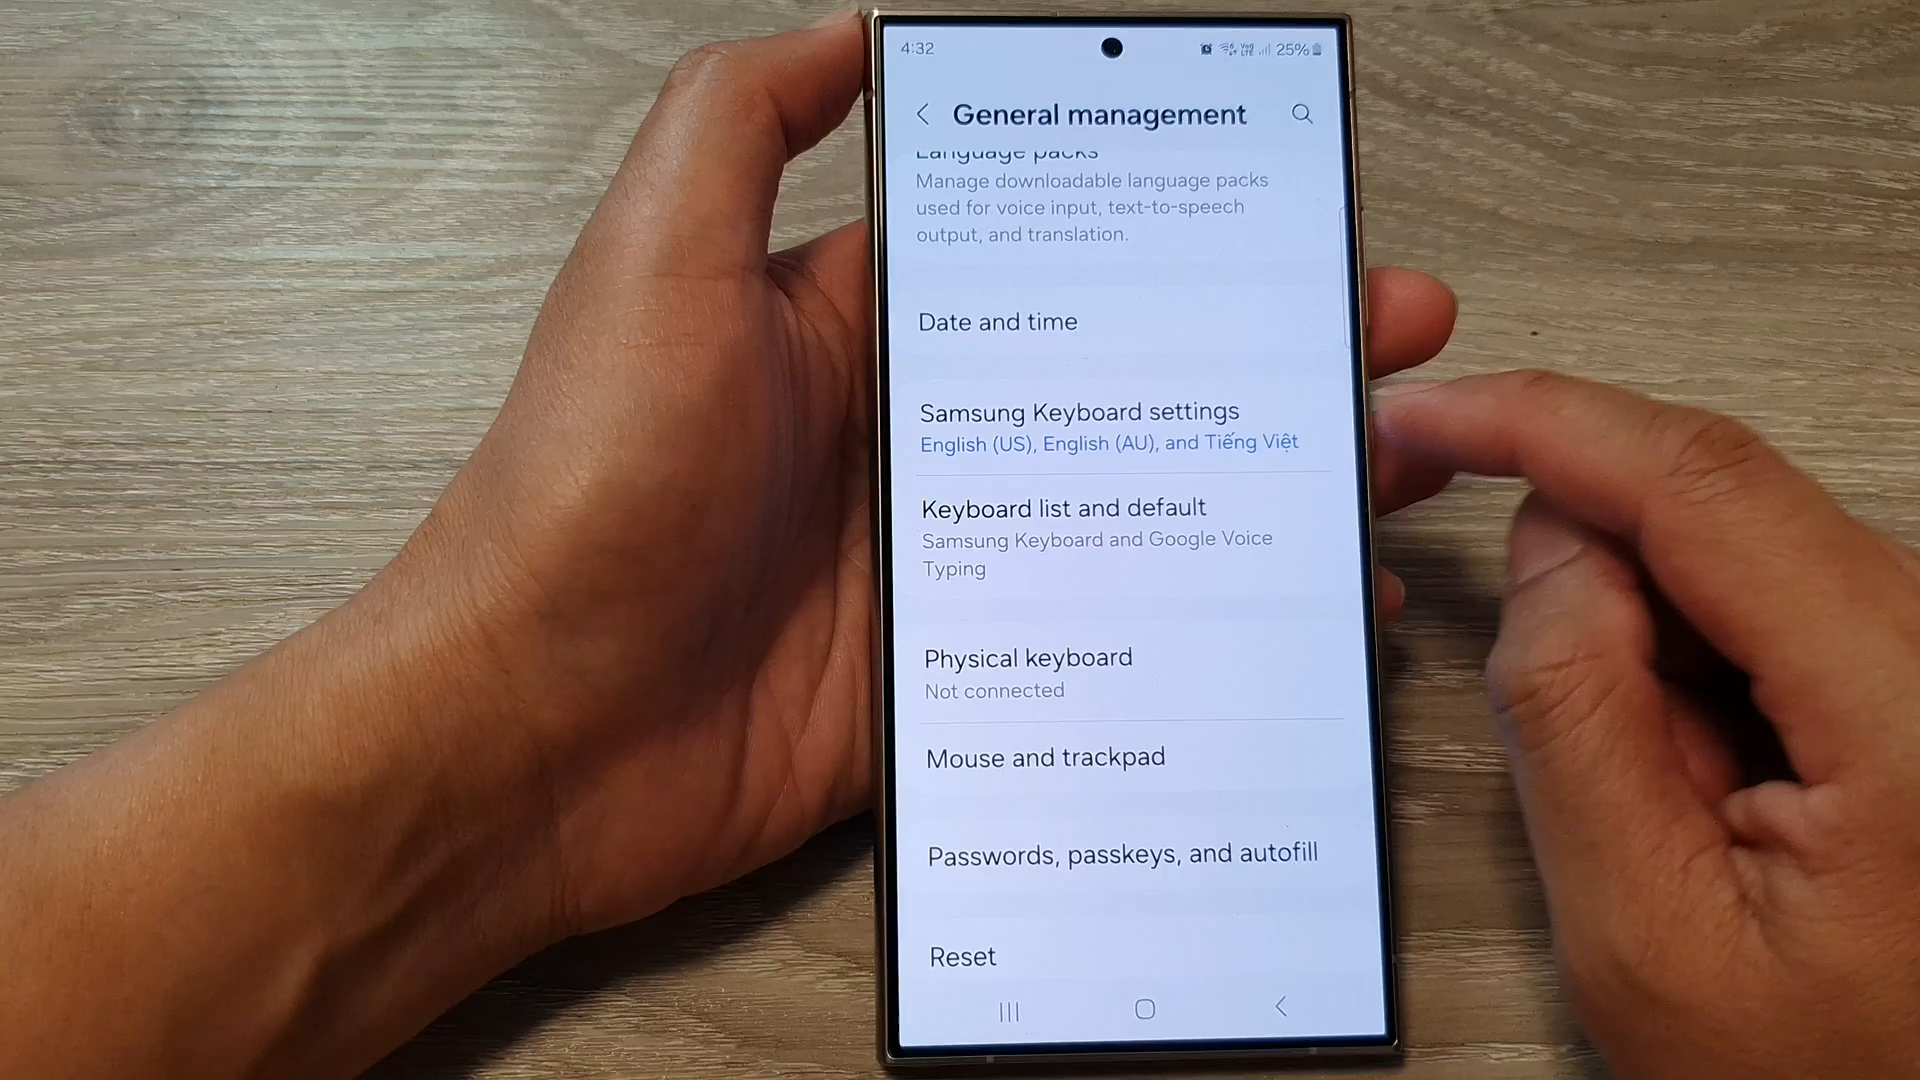 4:32
25%
General management
Language packs
Manage downloadable language packs
used for voice input, text-to-speech
output, and translation.
Date and time
Samsung Keyboard settings
English (US), English (AU), and Tiếng Việt
Keyboard list and default
Samsung Keyboard and Google Voice
Typing
Physical keyboard
Not connected
Mouse and trackpad
Passwords, passkeys, and autofill
Reset